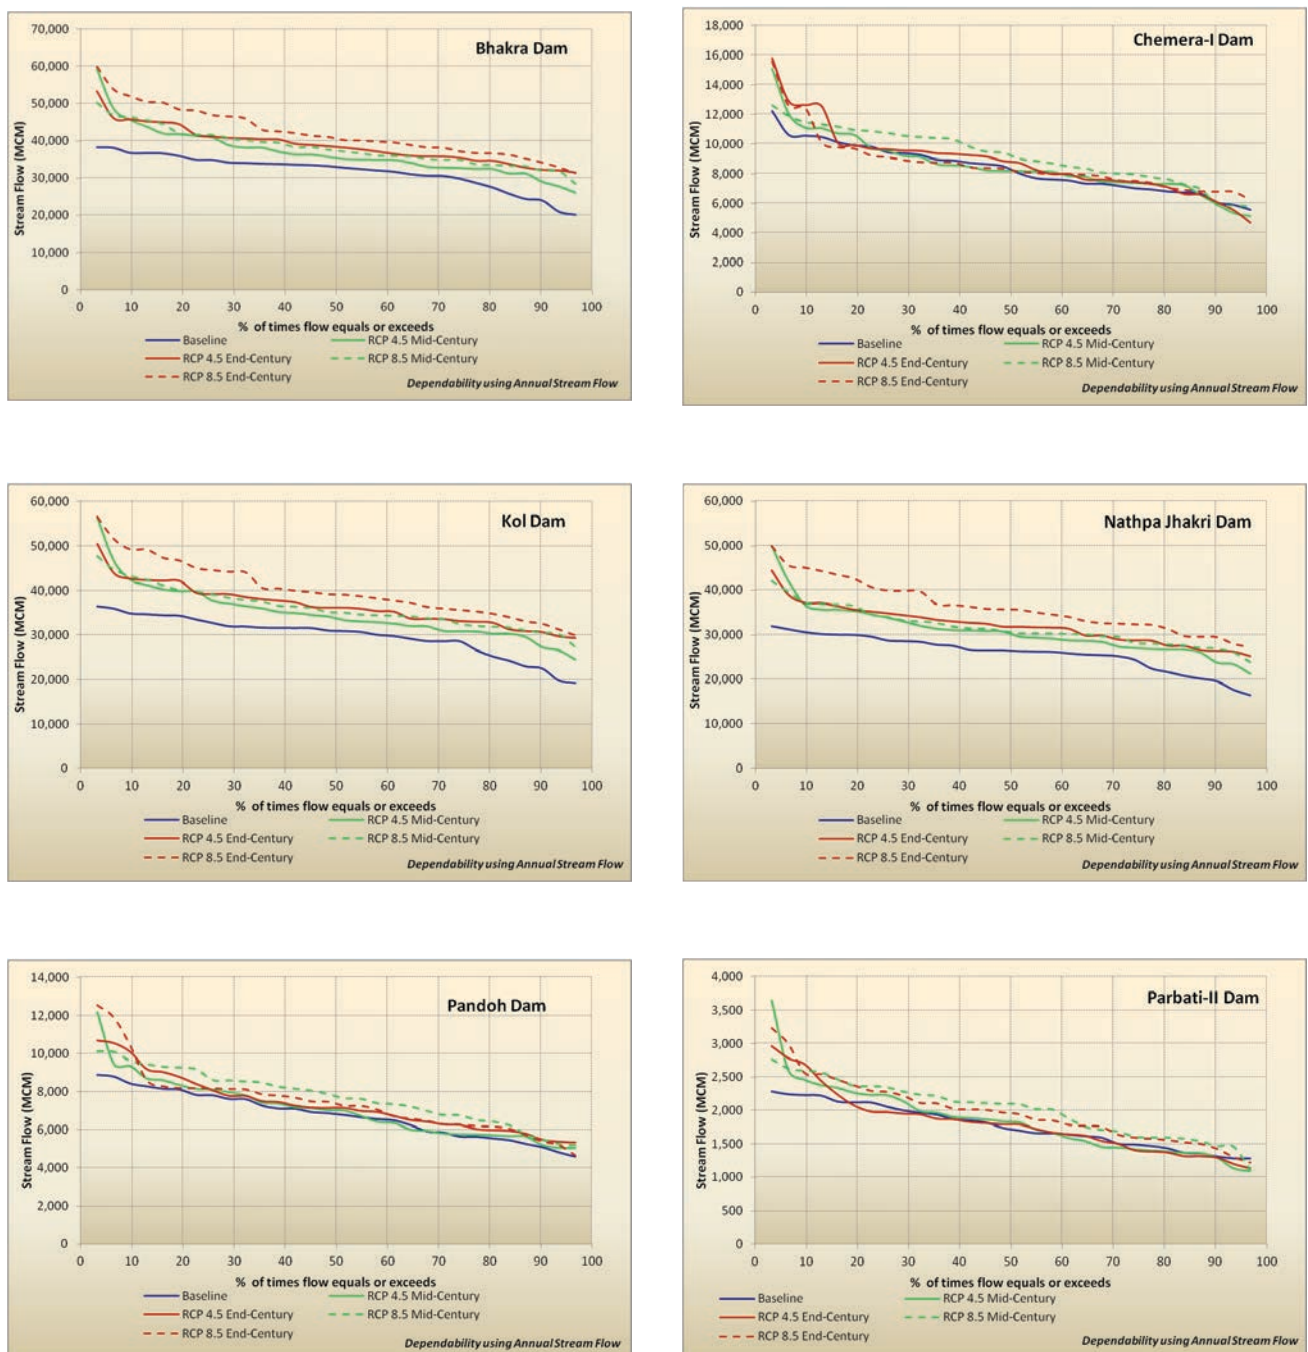 Bhakra Dam
Stream Flow (MCM)
70,000
60,000
50,000
40,000
30,000
20,000
10,000
0
0 10 20 30 40 50 60 70 80 90 100
% of times flow equals or exceeds
Baseline RCP 4.5 Mid-Century
RCP 4.5 End-Century RCP 8.5 Mid-Century
RCP 8.5 End-Century
Dependability using Annual Stream Flow
Chemera-I Dam
Stream Flow (MCM)
18,000
16,000
14,000
12,000
10,000
8,000
6,000
4,000
2,000
0
0 10 20 30 40 50 60 70 80 90 100
% of times flow equals or exceeds
Baseline RCP 4.5 Mid-Century
RCP 4.5 End-Century RCP 8.5 Mid-Century
RCP 8.5 End-Century
Dependability using Annual Stream Flow
Kol Dam
Stream Flow (MCM)
60,000
50,000
40,000
30,000
20,000
10,000
0
0 10 20 30 40 50 60 70 80 90 100
% of times flow equals or exceeds
Baseline RCP 4.5 Mid-Century
RCP 4.5 End-Century RCP 8.5 Mid-Century
RCP 8.5 End-Century
Dependability using Annual Stream Flow
Nathpa Jhakri Dam
Stream Flow (MCM)
60,000
50,000
40,000
30,000
20,000
10,000
0
0 10 20 30 40 50 60 70 80 90 100
% of times flow equals or exceeds
Baseline RCP 4.5 Mid-Century
RCP 4.5 End-Century RCP 8.5 Mid-Century
RCP 8.5 End-Century
Dependability using Annual Stream Flow
Pandoh Dam
Stream Flow (MCM)
14,000
12,000
10,000
8,000
6,000
4,000
2,000
0
0 10 20 30 40 50 60 70 80 90 100
% of times flow equals or exceeds
Baseline RCP 4.5 Mid-Century
RCP 4.5 End-Century RCP 8.5 Mid-Century
RCP 8.5 End-Century
Dependability using Annual Stream Flow
Parbati-II Dam
Stream Flow (MCM)
4,000
3,500
3,000
2,500
2,000
1,500
1,000
500
0
0 10 20 30 40 50 60 70 80 90 100
% of times flow equals or exceeds
Baseline RCP 4.5 Mid-Century
RCP 4.5 End-Century RCP 8.5 Mid-Century
RCP 8.5 End-Century
Dependability using Annual Stream Flow